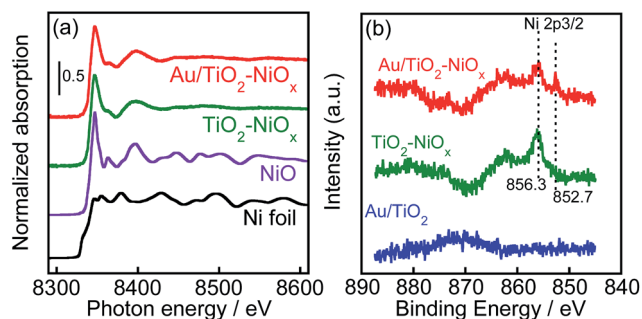 (a)
0.5
Au/TiO₂-NiOₓ
TiO₂-NiOₓ
NiO
Ni foil
8300 8400 8500 8600
Photon energy / eV
Normalized absorption
(b)
Ni 2p3/2
Au/TiO₂-NiOₓ
TiO₂-NiOₓ
856.3
852.7
Au/TiO₂
890 880 870 860 850 840
Binding Energy / eV
Intensity (a.u.)